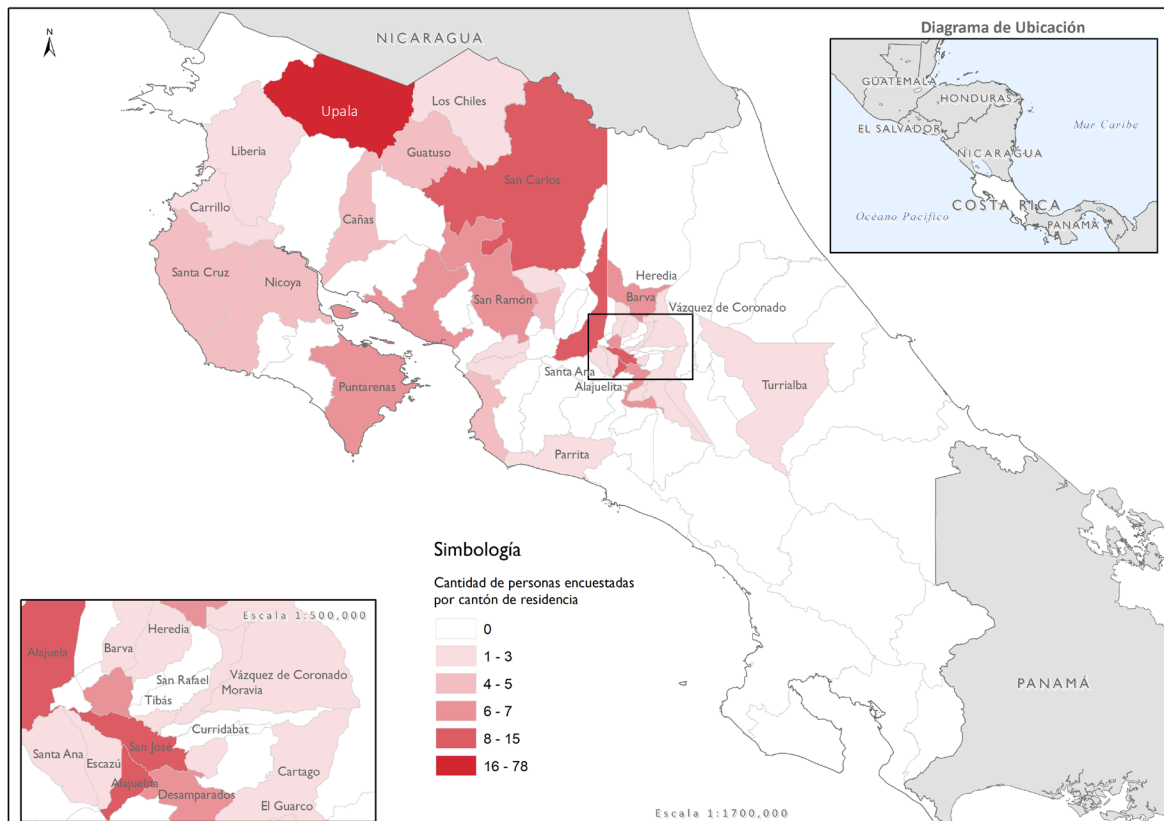 N
NICARAGUA
Upala
Los Chiles
Guatuso
Liberia
San Carlos
Carrillo
Cañas
Santa Cruz
Nicoya
San Ramón
Heredia
Barva
Vázquez de Coronado
Santa Ana
Alajuelita
Puntarenas
Turrialba
Parrita
PANAMÁ
Diagrama de Ubicación
GUATEMALA
HONDURAS
EL SALVADOR
Mar Caribe
NICARAGUA
COSTA RICA
Océano Pacífico
PANAMÁ
Simbología
Cantidad de personas encuestadas
por cantón de residencia
0
1 - 3
4 - 5
6 - 7
8 - 15
16 - 78
Escala 1:1700,000
Escala 1:500,000
Alajuela
Barva
Heredia
San Rafael
Vázquez de Coronado
Moravia
Tibás
Curridabat
San José
Santa Ana
Escazú
Cartago
Alajuelita
Desamparados
El Guarco